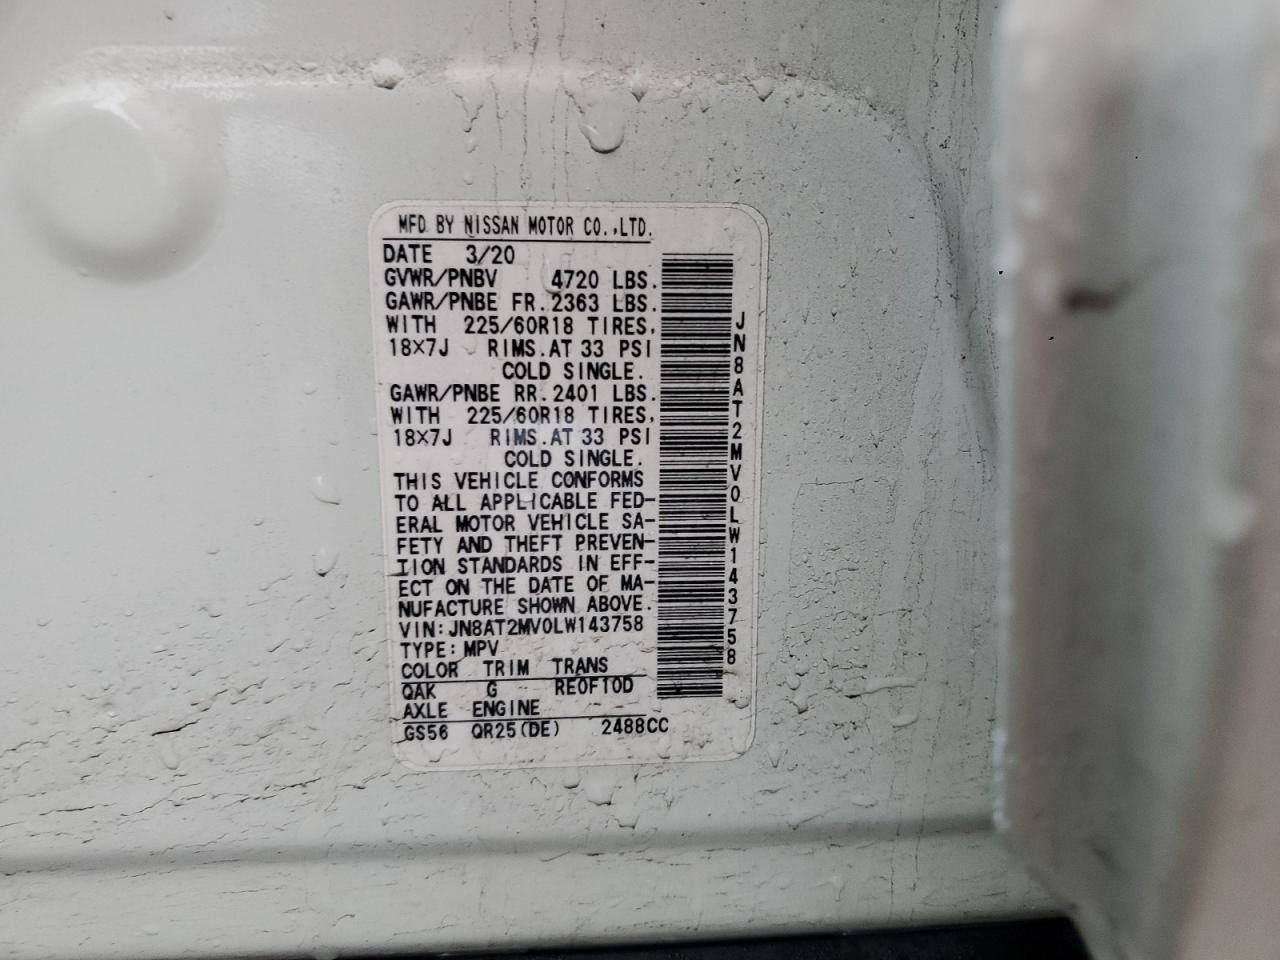 MFD BY NISSAN MOTOR CO.,LTD.
DATE 3/20
GVWR/PNBV 4720 LBS.
GAWR/PNBE FR. 2363 LBS.
WITH 225/60R18 TIRES,
18×7J RIMS. AT 33 PSI
COLD SINGLE.
GAWR/PNBE RR. 2401 LBS.
WITH 225/60R18 TIRES,
18×7J RIMS. AT 33 PSI
COLD SINGLE.
THIS VEHICLE CONFORMS
TO ALL APPLICABLE FED-
ERAL MOTOR VEHICLE SA-
FETY AND THEFT PREVEN-
TION STANDARDS IN EFF-
ECT ON THE DATE OF MA-
NUFACTURE SHOWN ABOVE.
VIN: JN8AT2MV0LW143758
TYPE: MPV
COLOR TRIM TRANS
QAK G RE0F10D
AXLE ENGINE
GS56 QR25(DE) 2488CC
JN8AT2MV0LW143758